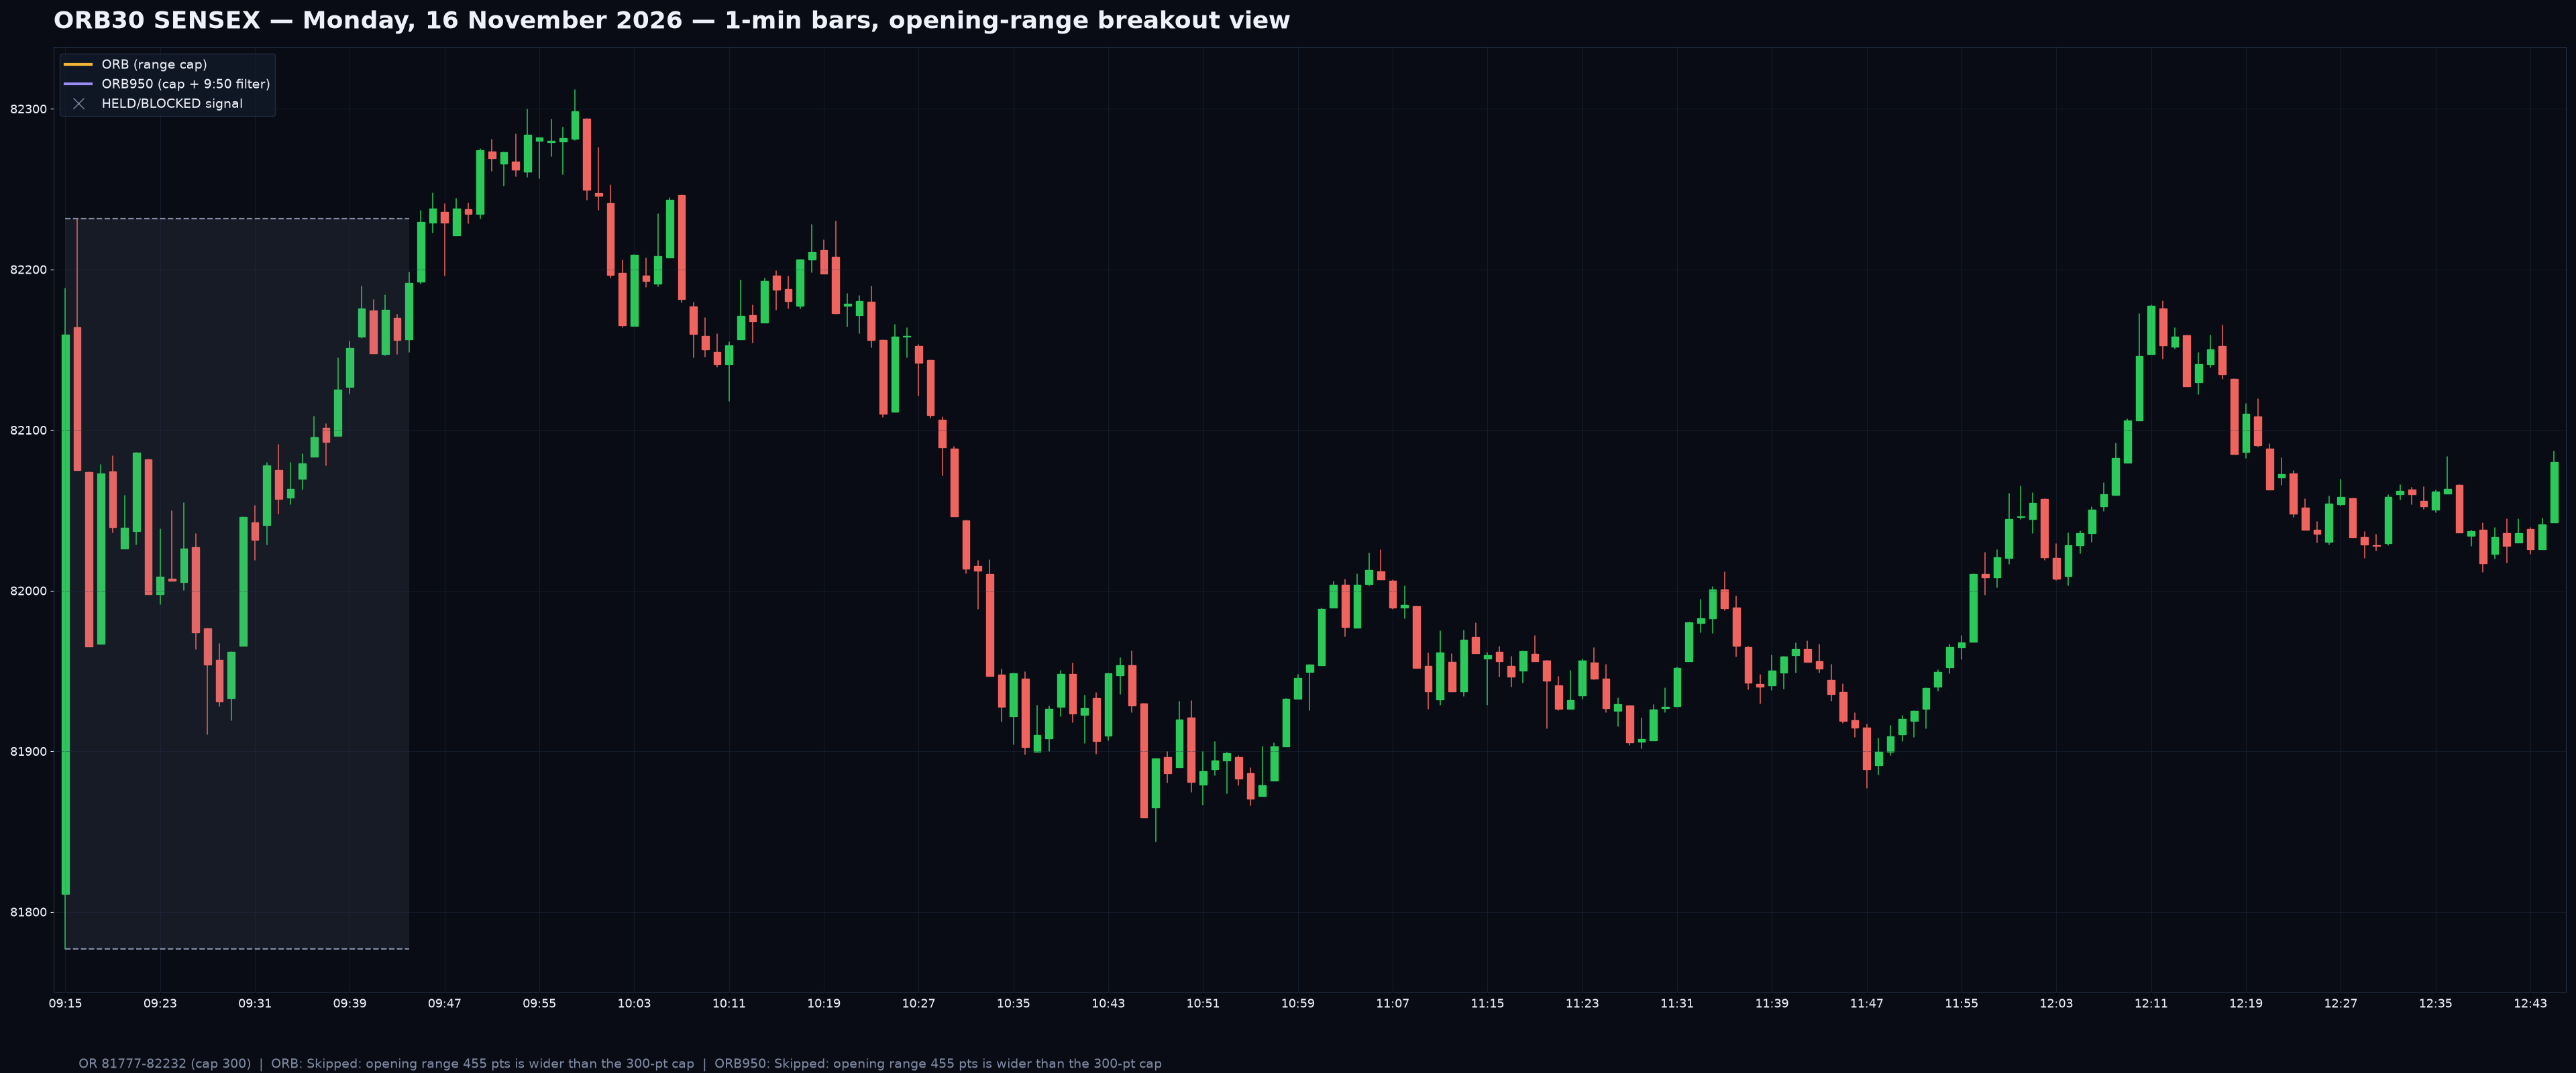 ORB30 SENSEX — Monday, 16 November 2026 — 1-min bars, opening-range breakout view
ORB (range cap)
ORB950 (cap + 9:50 filter)
HELD/BLOCKED signal
82300
82200
82100
82000
81900
81800
09:15 09:23 09:31 09:39 09:47 09:55 10:03 10:11 10:19 10:27 10:35 10:43 10:51 10:59 11:07 11:15 11:23 11:31 11:39 11:47 11:55 12:03 12:11 12:19 12:27 12:35 12:43
OR 81777-82232 (cap 300) | ORB: Skipped: opening range 455 pts is wider than the 300-pt cap | ORB950: Skipped: opening range 455 pts is wider than the 300-pt cap